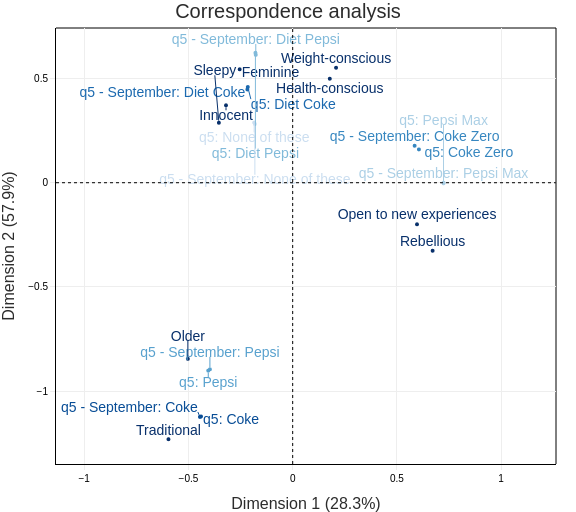 Correspondence analysis
q5 - September: Diet Pepsi
Weight-conscious
Sleepy
Feminine
0.5
Health-conscious
q5 - September: Diet Coke
q5: Diet Coke
Innocent
q5: Pepsi Max
q5: None of these
q5 - September: Coke Zero
q5: Diet Pepsi
q5: Coke Zero
q5 - September: Pepsi Max
q5 - September: None of these
0
Open to new experiences
Rebellious
−0.5
Older
q5 - September: Pepsi
q5: Pepsi
−1
q5 - September: Coke
q5: Coke
Traditional
−1
−0.5
0
0.5
1
Dimension 1 (28.3%)
Dimension 2 (57.9%)